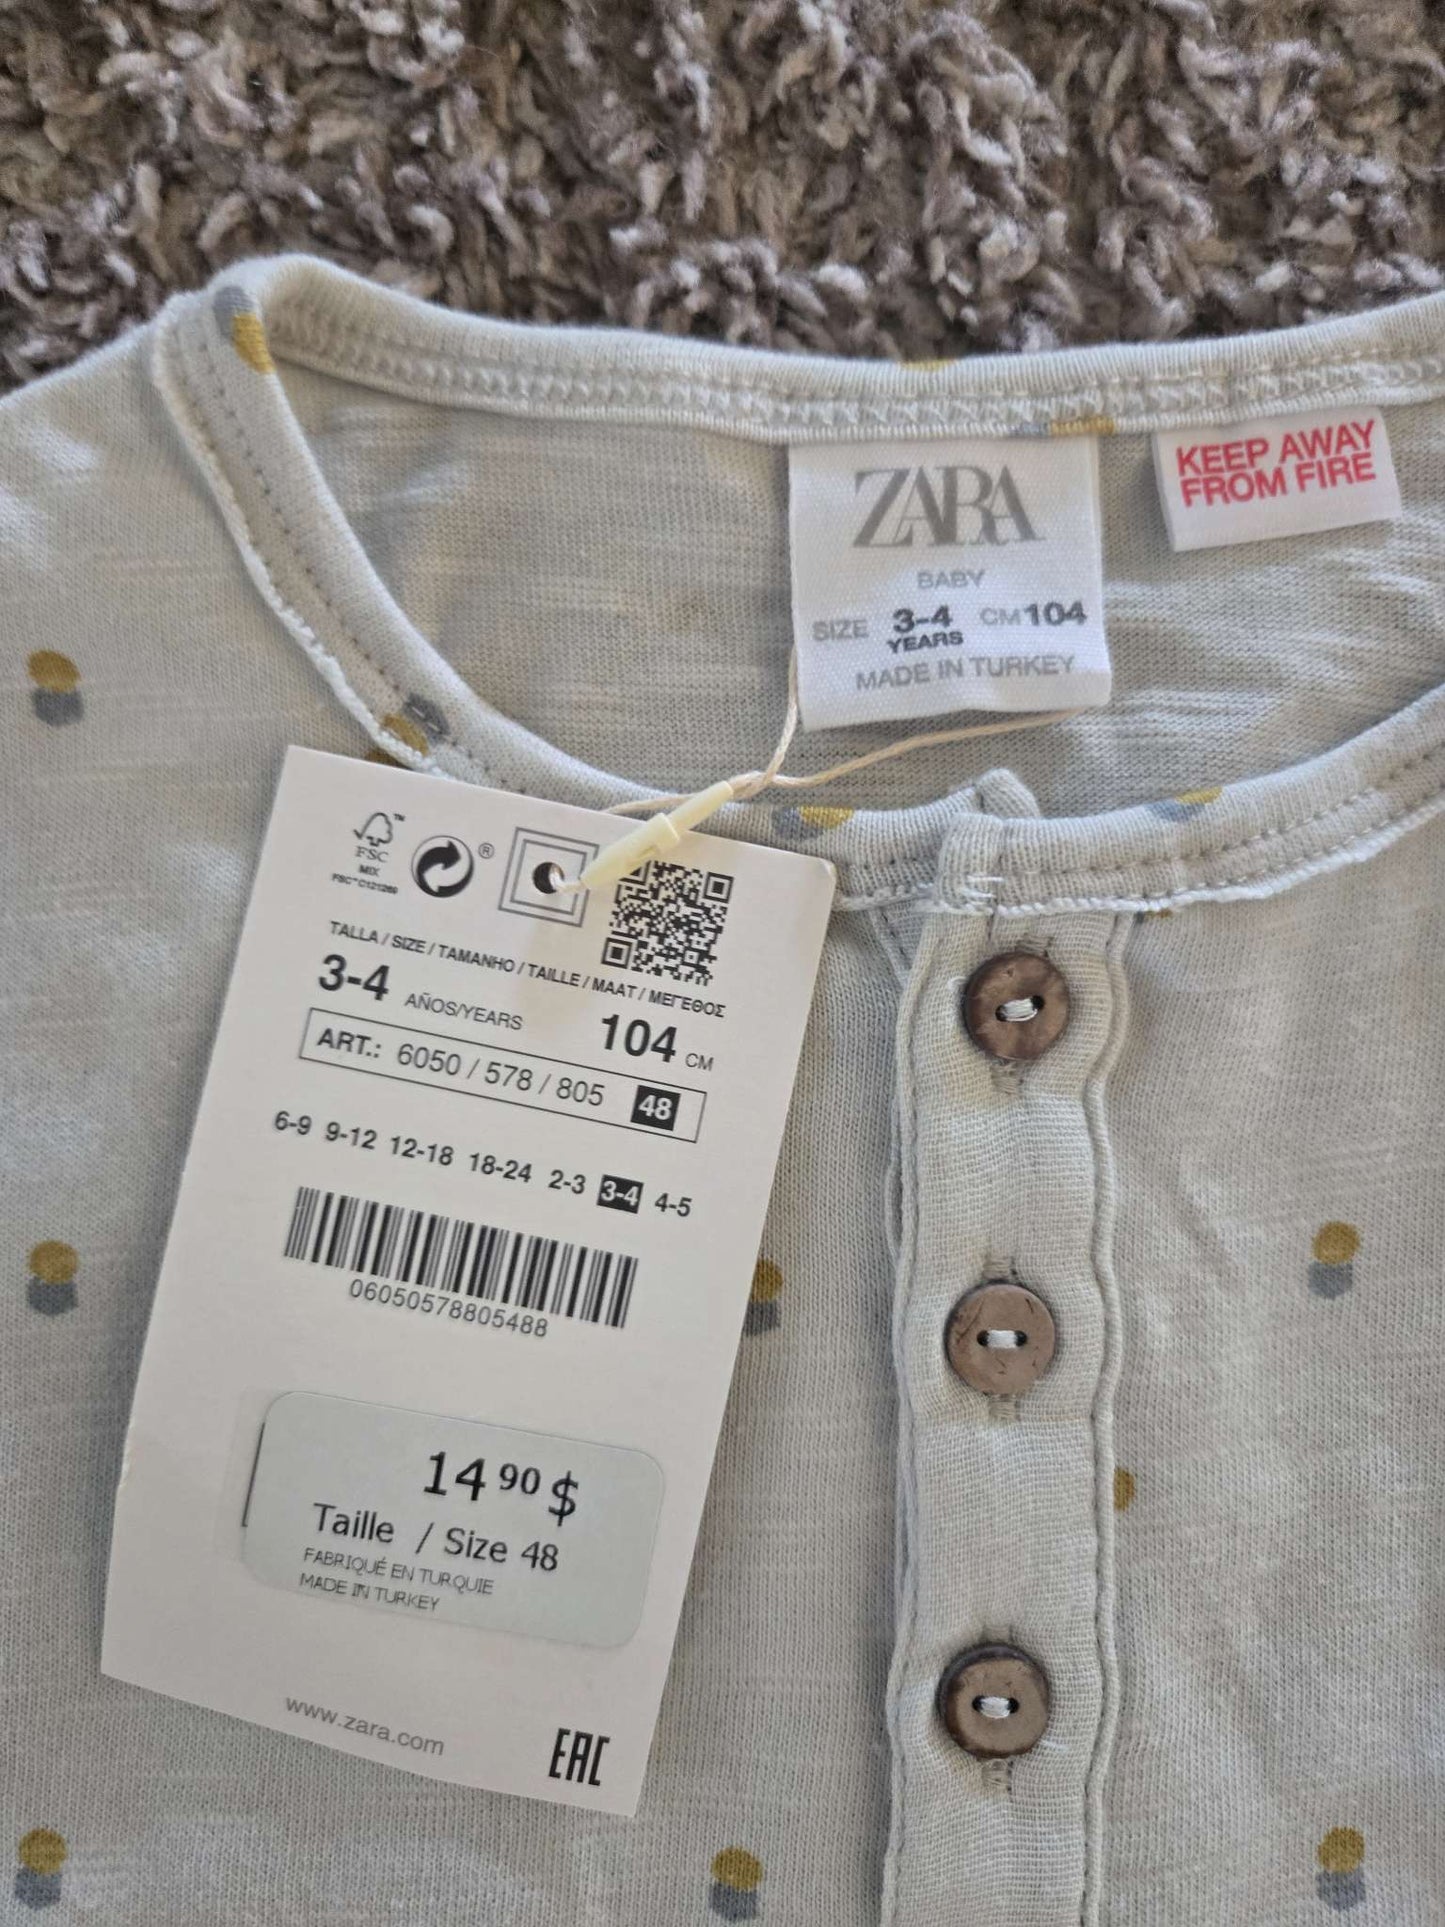 ZARA
BABY
SIZE 3-4 YEARS CM 104
MADE IN TURKEY
KEEP AWAY
FROM FIRE
FSC™
MIX
FSC™ C121269
®
TALLA / SIZE / TAMANHO / TAILLE / MAAT / ΜΕΓΕΘΟΣ
3-4 AÑOS/YEARS 104 CM
ART.: 6050 / 578 / 805 48
6-9 9-12 12-18 18-24 2-3 3-4 4-5
06050578805488
14 90 $
Taille / Size 48
FABRIQUÉ EN TURQUIE
MADE IN TURKEY
www.zara.com
EAC